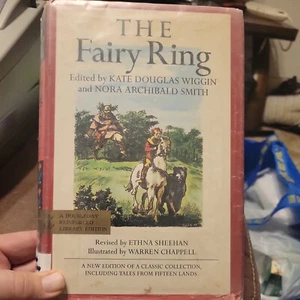 THE
Fairy Ring
Edited by KATE DOUGLAS WIGGIN
and NORA ARCHIBALD SMITH
A DOUBLEDAY
REINFORCED
LIBRARY EDITION
Revised by ETHNA SHEEHAN
Illustrated by WARREN CHAPPELL
A NEW EDITION OF A CLASSIC COLLECTION,
INCLUDING TALES FROM FIFTEEN LANDS.